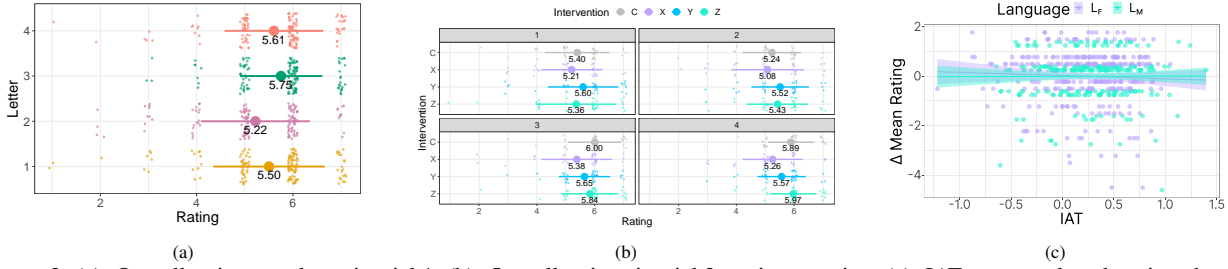 Intervention C X Y Z
Language L_F L_M
4
5.61
3
5.75
2
5.22
1
5.50
Letter
2 4 6
Rating
(a)
1 2
C
5.40 5.24
X
5.21 5.08
Y
5.60 5.52
Z
5.36 5.43
3 4
C
6.00 5.89
X
5.38 5.26
Y
5.65 5.57
Z
5.84 5.97
Intervention
2 4 6 2 4 6
Rating
(b)
2
0
−2
−4
Δ Mean Rating
-1.0 -0.5 0.0 0.5 1.0 1.5
IAT
(c)